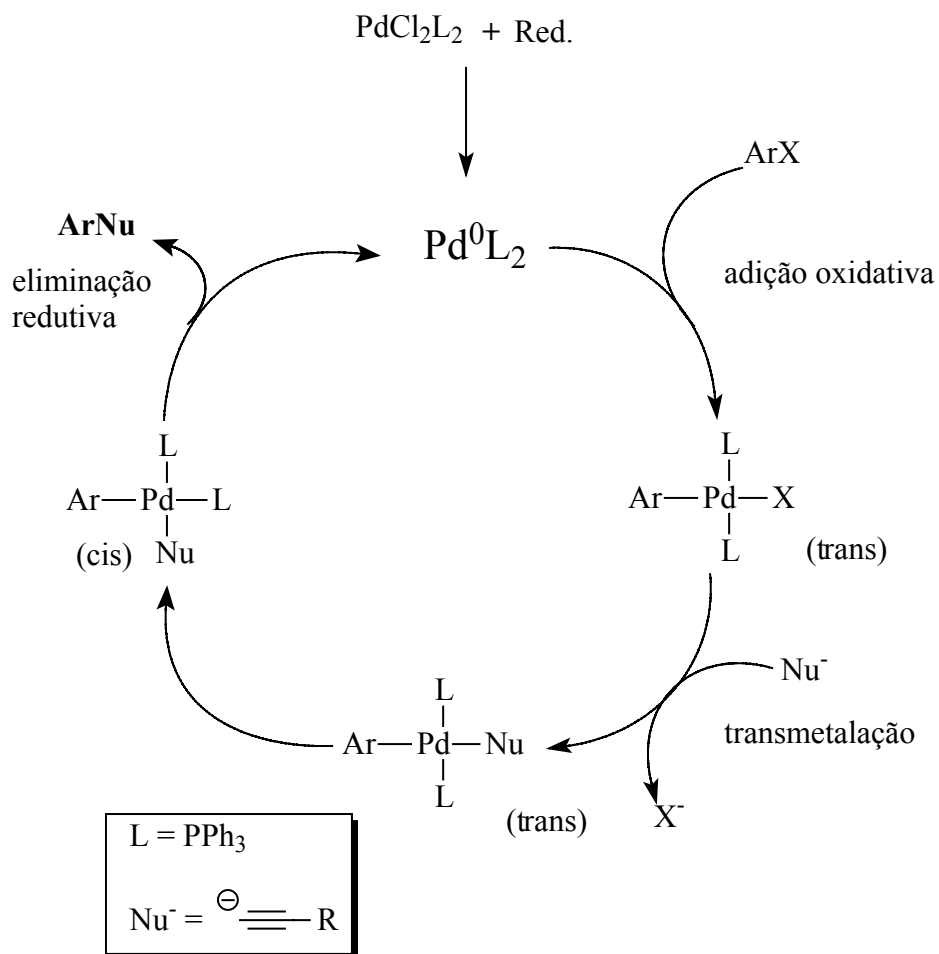 PdCl₂L₂ + Red.
ArX
ArNu
Pd⁰L₂
eliminação
redutiva
adição oxidativa
L
Ar—Pd—L
(cis) Nu
L
Ar—Pd—X
L (trans)
Nu⁻
transmetalação
X⁻
L
Ar—Pd—Nu
L
(trans)
L = PPh₃
Nu⁻ = ⊖≡—R